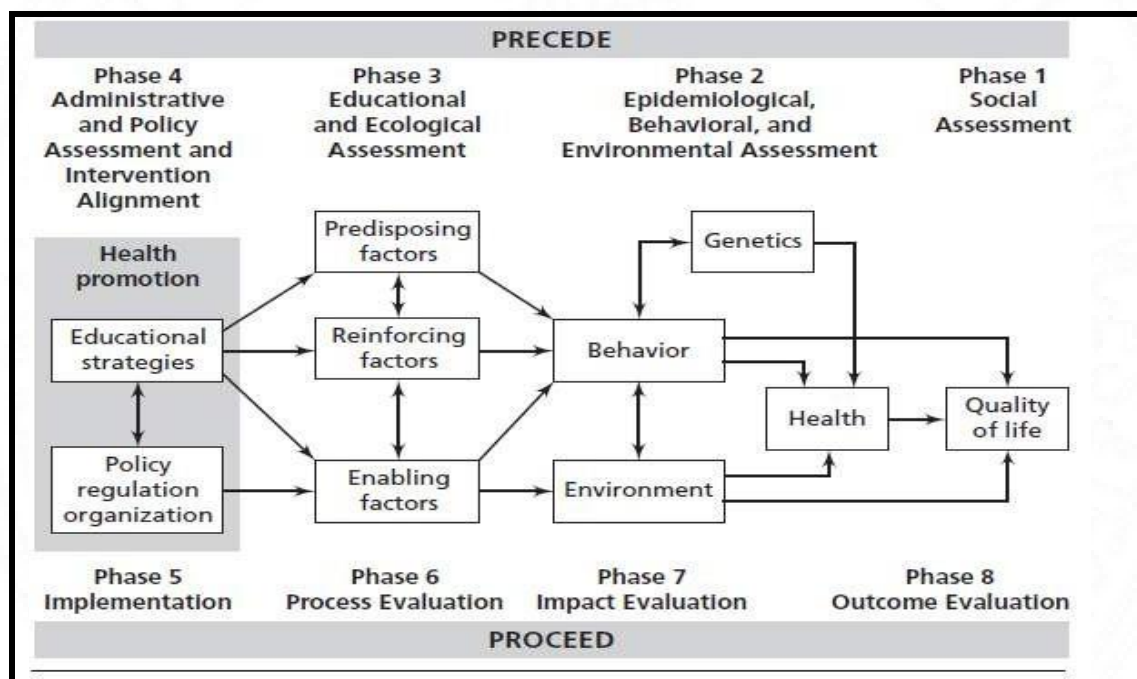 PRECEDE
Phase 4
Administrative
and Policy
Assessment and
Intervention
Alignment
Phase 3
Educational
and Ecological
Assessment
Phase 2
Epidemiological,
Behavioral, and
Environmental Assessment
Phase 1
Social
Assessment
Health
promotion
Predisposing
factors
Genetics
Educational
strategies
Reinforcing
factors
Behavior
Health
Quality
of life
Policy
regulation
organization
Enabling
factors
Environment
Phase 5
Implementation
Phase 6
Process Evaluation
Phase 7
Impact Evaluation
Phase 8
Outcome Evaluation
PROCEED